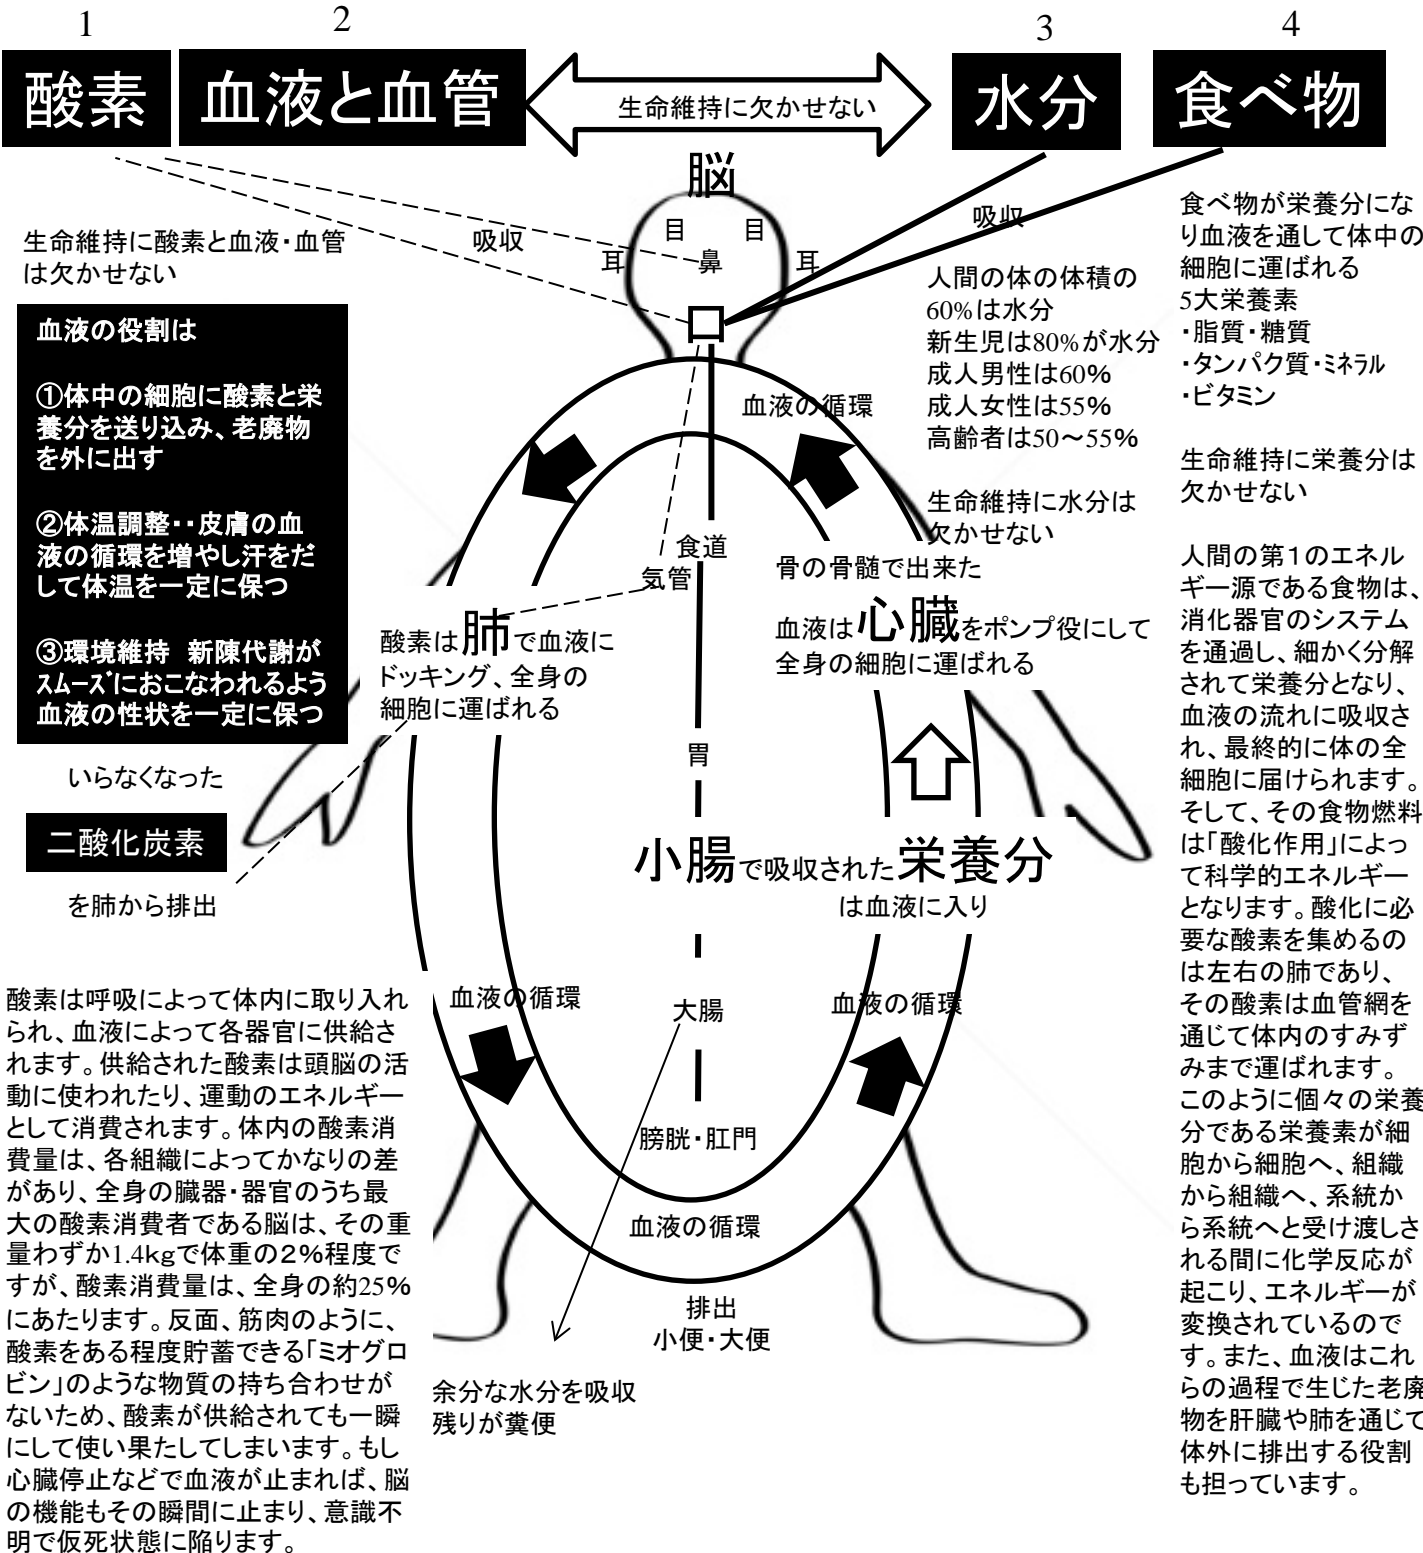 1
2
3
4
酸素
血液と血管
生命維持に欠かせない
水分
食べ物
脳
目
目
耳
鼻
耳
吸収
吸収
生命維持に酸素と血液・血管
は欠かせない
血液の役割は
①体中の細胞に酸素と栄
養分を送り込み、老廃物
を外に出す
②体温調整・・皮膚の血
液の循環を増やし汗をだ
して体温を一定に保つ
③環境維持 新陳代謝が
ｽﾑｰｽﾞにおこなわれるよう
血液の性状を一定に保つ
いらなくなった
二酸化炭素
を肺から排出
酸素は呼吸によって体内に取り入れ
られ、血液によって各器官に供給さ
れます。供給された酸素は頭脳の活
動に使われたり、運動のエネルギー
として消費されます。体内の酸素消
費量は、各組織によってかなりの差
があり、全身の臓器・器官のうち最
大の酸素消費者である脳は、その重
量わずか1.4kgで体重の2%程度で
すが、酸素消費量は、全身の約25%
にあたります。反面、筋肉のように、
酸素をある程度貯蓄できる「ミオグロ
ビン」のような物質の持ち合わせが
ないため、酸素が供給されても一瞬
にして使い果たしてしまいます。もし
心臓停止などで血液が止まれば、脳
の機能もその瞬間に止まり、意識不
明で仮死状態に陥ります。
血液の循環
食道
気管
酸素は肺で血液に
ドッキング、全身の
細胞に運ばれる
骨の骨髄で出来た
血液は心臓をポンプ役にして
全身の細胞に運ばれる
胃
小腸で吸収された栄養分
は血液に入り
血液の循環
大腸
血液の循環
膀胱・肛門
血液の循環
排出
小便・大便
余分な水分を吸収
残りが糞便
人間の体の体積の
60%は水分
新生児は80%が水分
成人男性は60%
成人女性は55%
高齢者は50～55%
生命維持に水分は
欠かせない
食べ物が栄養分にな
り血液を通して体中の
細胞に運ばれる
5大栄養素
・脂質・糖質
・タンパク質・ﾐﾈﾗﾙ
・ビタミン
生命維持に栄養分は
欠かせない
人間の第1のエネル
ギー源である食物は、
消化器官のシステム
を通過し、細かく分解
されて栄養分となり、
血液の流れに吸収さ
れ、最終的に体の全
細胞に届けられます。
そして、その食物燃料
は「酸化作用」によっ
て科学的エネルギー
となります。酸化に必
要な酸素を集めるの
は左右の肺であり、
その酸素は血管網を
通じて体内のすみず
みまで運ばれます。
このように個々の栄養
分である栄養素が細
胞から細胞へ、組織
から組織へ、系統か
ら系統へと受け渡しさ
れる間に化学反応が
起こり、エネルギーが
変換されているので
す。また、血液はこれ
らの過程で生じた老廃
物を肝臓や肺を通じて
体外に排出する役割
も担っています。